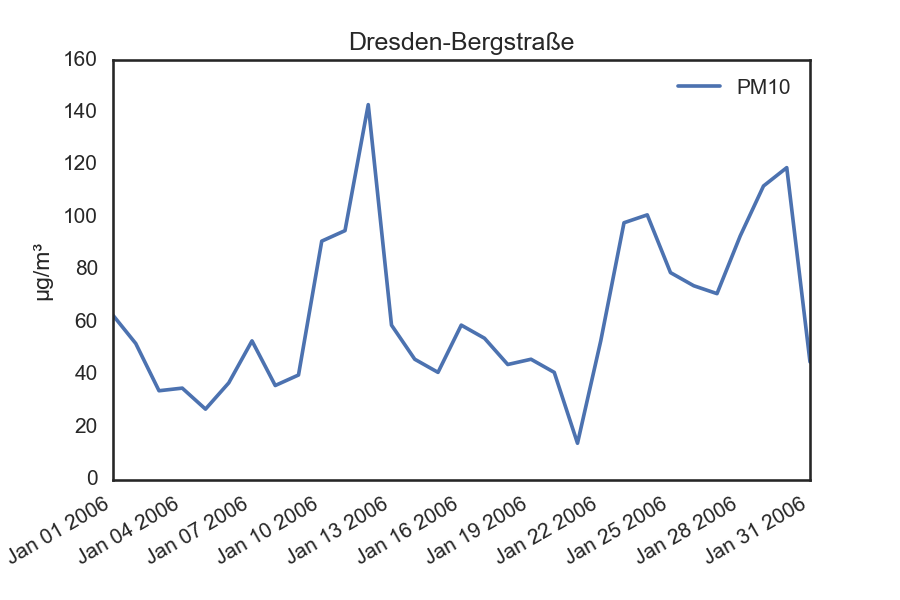 Dresden-Bergstraße
160
140
120
100
80
60
40
20
0
µg/m³
PM10
Jan 01 2006
Jan 04 2006
Jan 07 2006
Jan 10 2006
Jan 13 2006
Jan 16 2006
Jan 19 2006
Jan 22 2006
Jan 25 2006
Jan 28 2006
Jan 31 2006